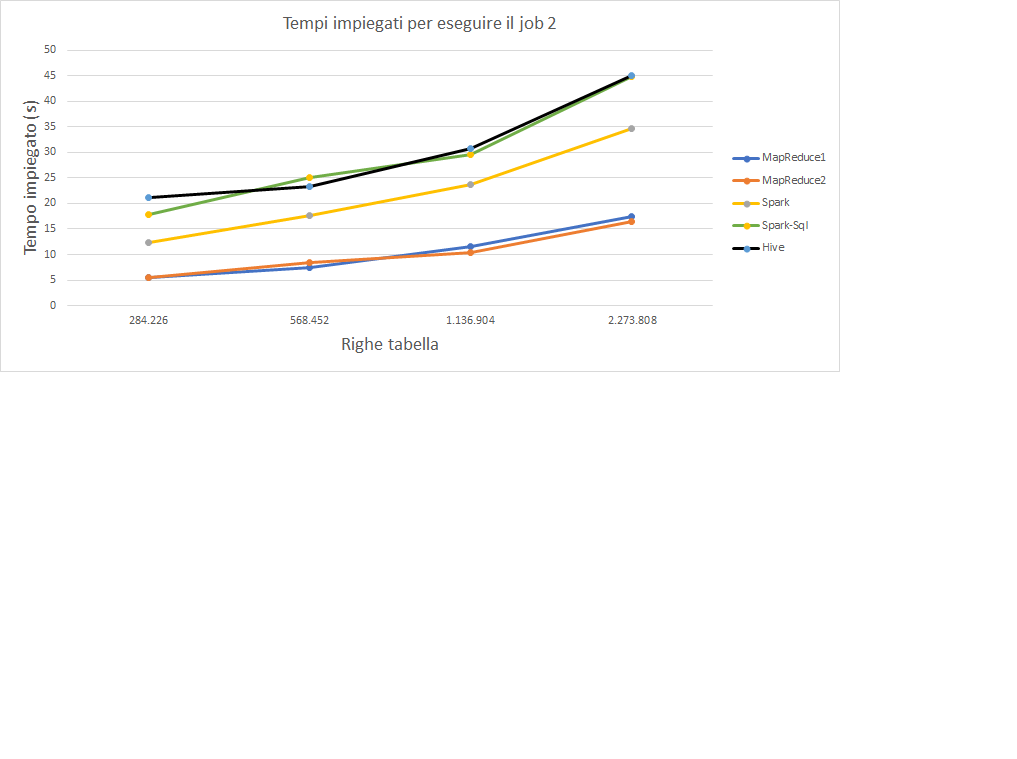 Tempi impiegati per eseguire il job 2
Tempo impiegato (s)
50
45
40
35
30
25
20
15
10
5
0
284.226 568.452 1.136.904 2.273.808
Righe tabella
MapReduce1
MapReduce2
Spark
Spark-Sql
Hive